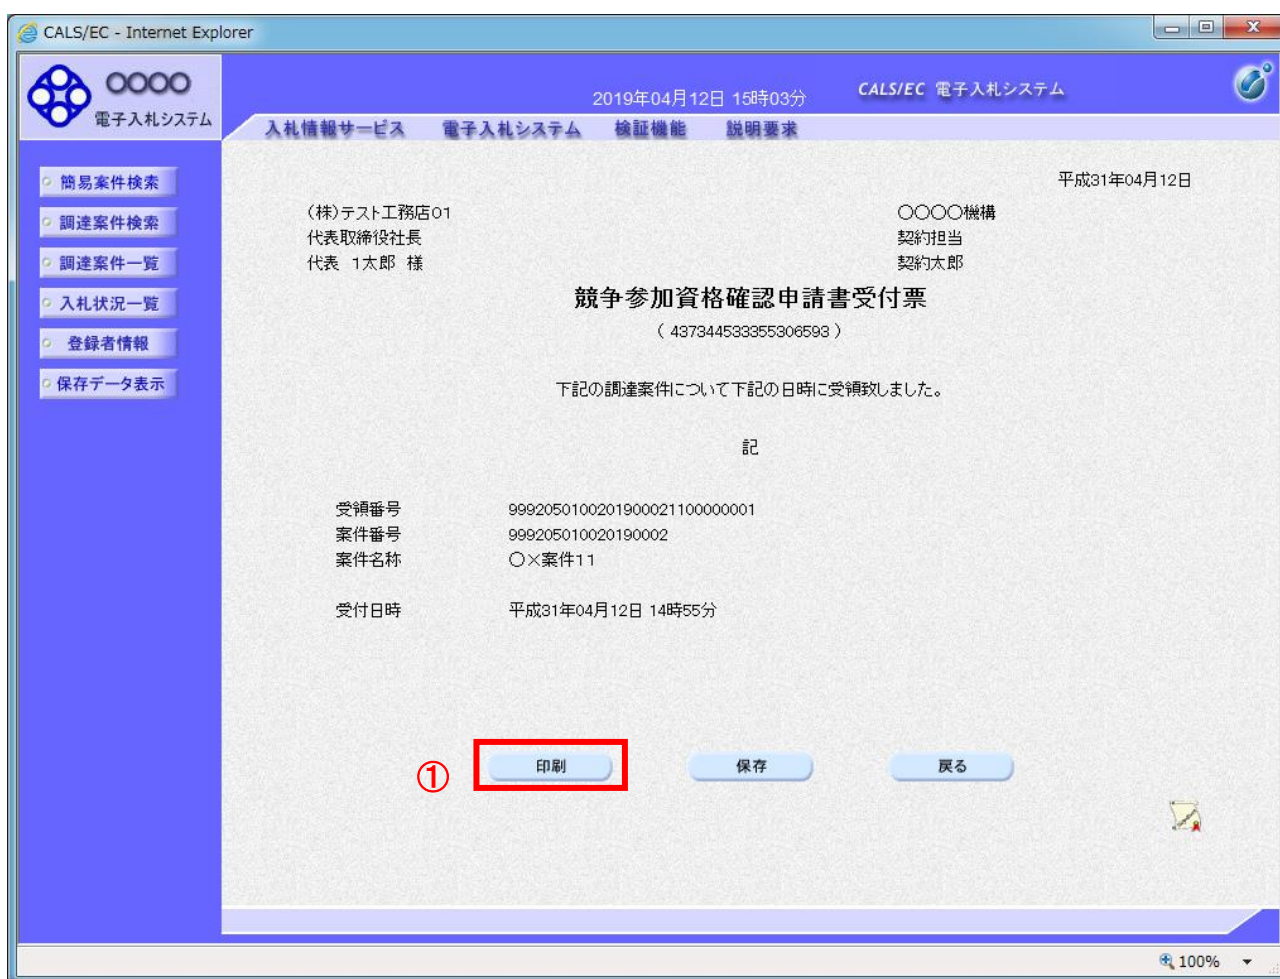 CALS/EC - Internet Explorer
〇〇〇〇
電子入札システム
2019年04月12日 15時03分
CALS/EC 電子入札システム
入札情報サービス 電子入札システム 検証機能 説明要求
簡易案件検索
調達案件検索
調達案件一覧
入札状況一覧
登録者情報
保存データ表示
平成31年04月12日
(株)テスト工務店01
代表取締役社長
代表 1太郎 様
〇〇〇〇機構
契約担当
契約太郎
競争参加資格確認申請書受付票
( 437344533355306593 )
下記の調達案件について下記の日時に受領致しました。
記
受領番号 9992050100201900021100000001
案件番号 999205010020190002
案件名称 〇×案件11
受付日時 平成31年04月12日 14時55分
①
印刷 保存 戻る
100%